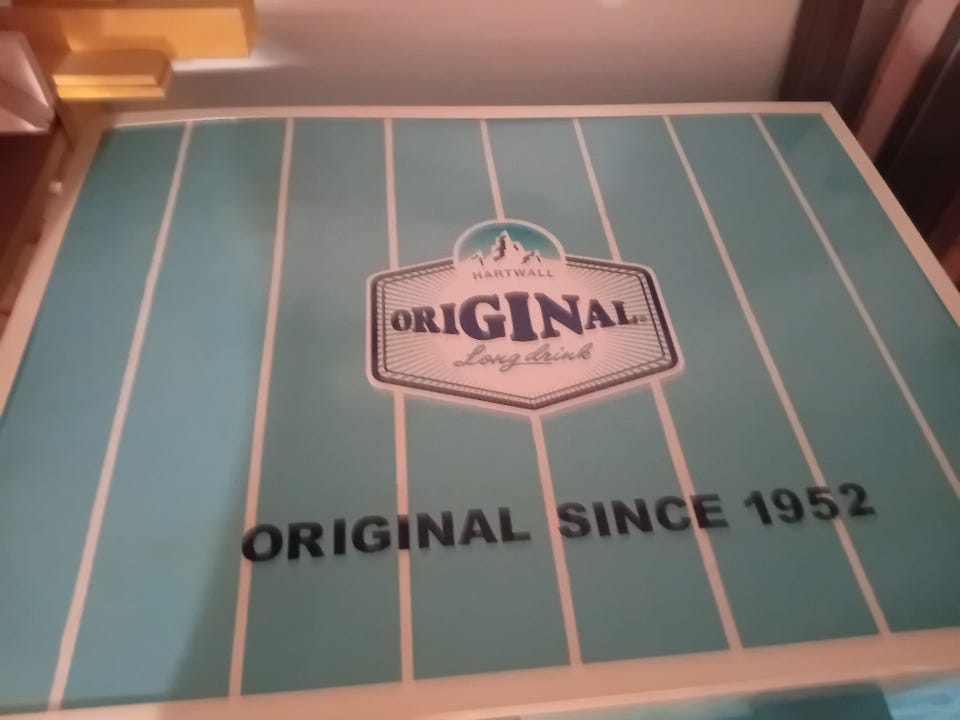 HARTWALL
ORIGINAL®
Long drink
ORIGINAL SINCE 1952